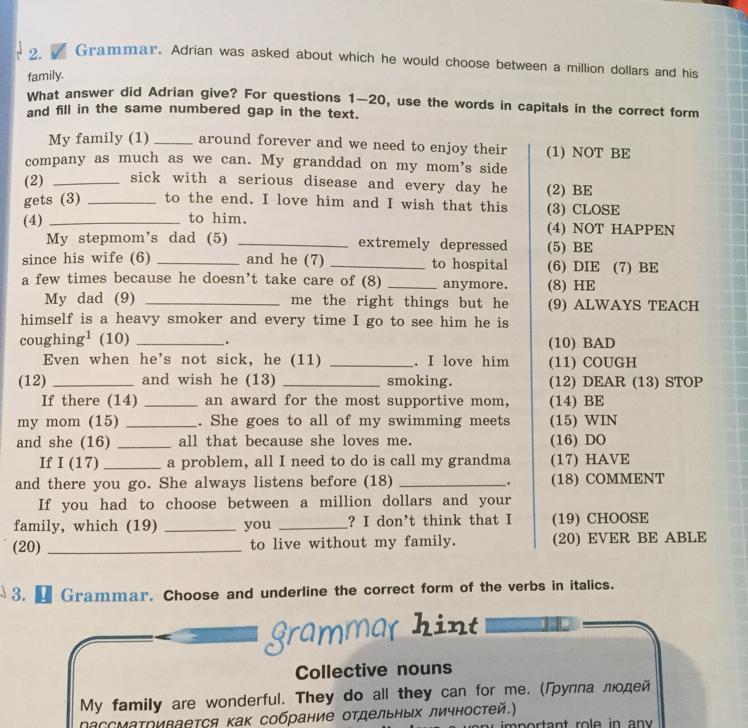 2. Grammar. Adrian was asked about which he would choose between a million dollars and his
family.
What answer did Adrian give? For questions 1–20, use the words in capitals in the correct form
and fill in the same numbered gap in the text.
My family (1) _____ around forever and we need to enjoy their
company as much as we can. My granddad on my mom's side
(2) ________ sick with a serious disease and every day he
gets (3) ________ to the end. I love him and I wish that this
(4) ________________ to him.
My stepmom's dad (5) ______________ extremely depressed
since his wife (6) __________ and he (7) ____________ to hospital
a few times because he doesn't take care of (8) ______ anymore.
My dad (9) _________________ me the right things but he
himself is a heavy smoker and every time I go to see him he is
coughing¹ (10) ___________.
Even when he's not sick, he (11) __________. I love him
(12) __________ and wish he (13) ____________ smoking.
If there (14) ______ an award for the most supportive mom,
my mom (15) _________. She goes to all of my swimming meets
and she (16) ______ all that because she loves me.
If I (17) _______ a problem, all I need to do is call my grandma
and there you go. She always listens before (18) _____________.
If you had to choose between a million dollars and your
family, which (19) _________ you _________? I don't think that I
(20) ________________________ to live without my family.
(1) NOT BE
(2) BE
(3) CLOSE
(4) NOT HAPPEN
(5) BE
(6) DIE (7) BE
(8) HE
(9) ALWAYS TEACH
(10) BAD
(11) COUGH
(12) DEAR (13) STOP
(14) BE
(15) WIN
(16) DO
(17) HAVE
(18) COMMENT
(19) CHOOSE
(20) EVER BE ABLE
3. ! Grammar. Choose and underline the correct form of the verbs in italics.
grammar hint
Collective nouns
My family are wonderful. They do all they can for me. (Группа людей
рассматривается как собрание отдельных личностей.)
very important role in any